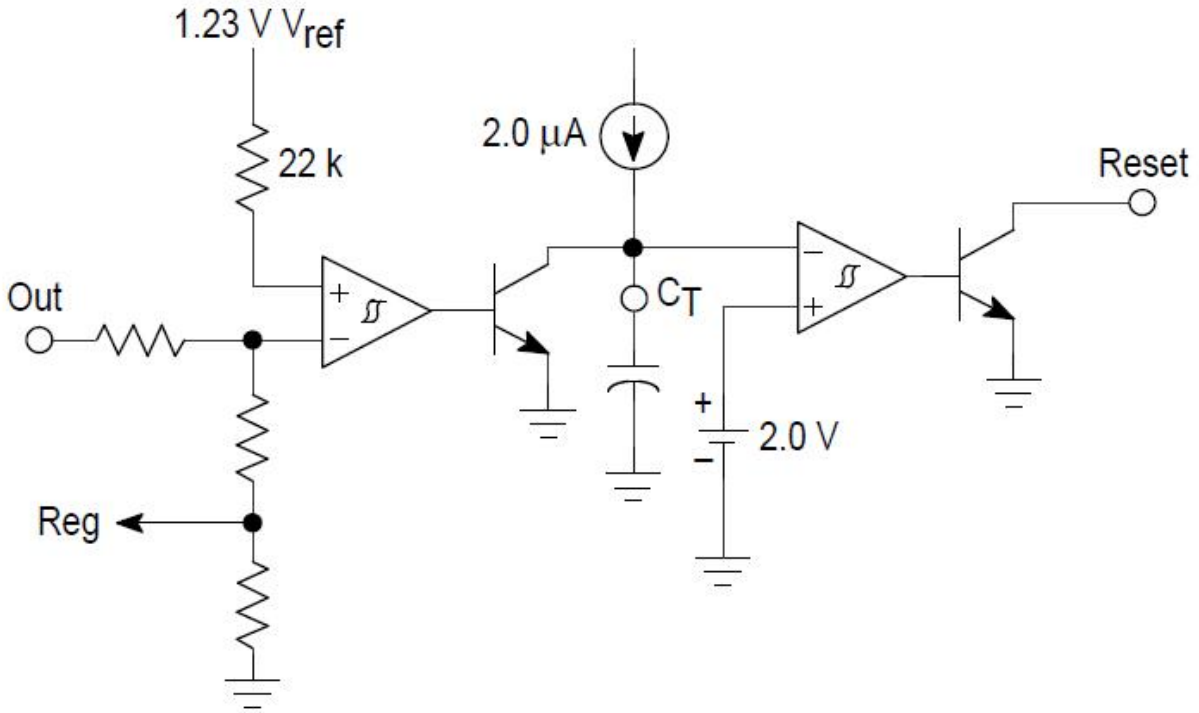 1.23 V Vref
22 k
2.0 µA
Reset
Out
+
−
CT
−
+
+
2.0 V
−
Reg